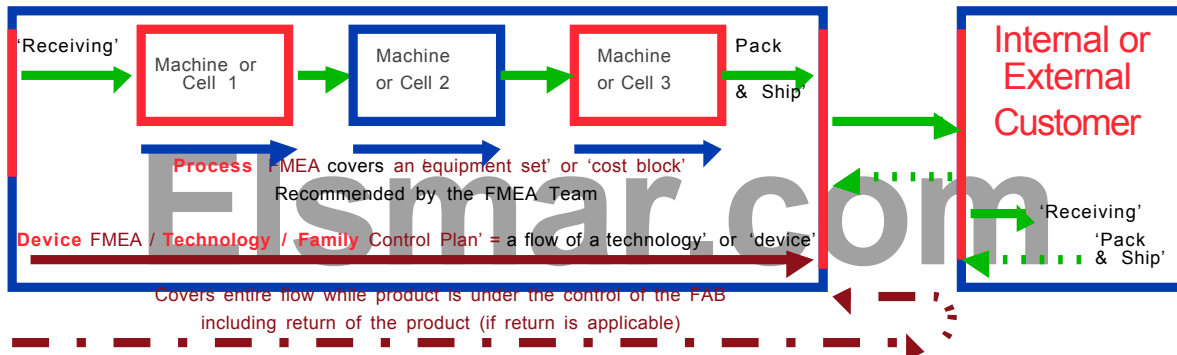 ‘Receiving’
Machine or
Cell 1
Machine
or Cell 2
Machine
or Cell 3
Pack
& Ship’
Internal or
External
Customer
Process FMEA covers an ‘equipment set’ or ‘cost block’
Recommended by the FMEA Team
Elsmar.com
Device FMEA / Technology / Family Control Plan’ = a flow of a technology’ or ‘device’
‘Receiving’
‘Pack
& Ship’
Covers entire flow while product is under the control of the FAB
including return of the product (if return is applicable)